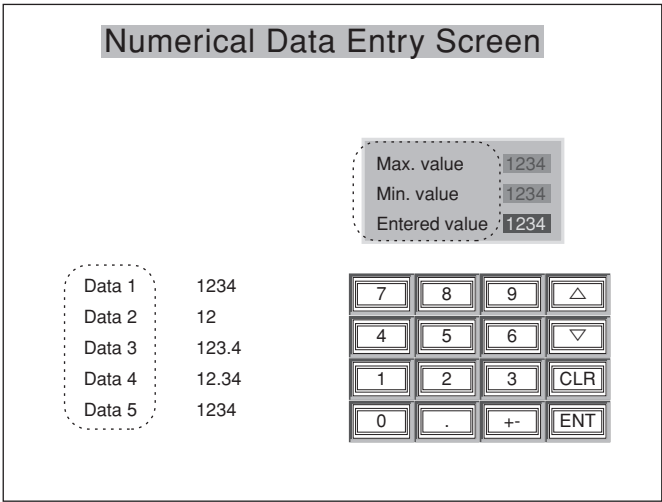 Numerical Data Entry Screen
Max. value 1234
Min. value 1234
Entered value 1234
Data 1 1234
Data 2 12
Data 3 123.4
Data 4 12.34
Data 5 1234
7 8 9 △
4 5 6 ▽
1 2 3 CLR
0 . +- ENT